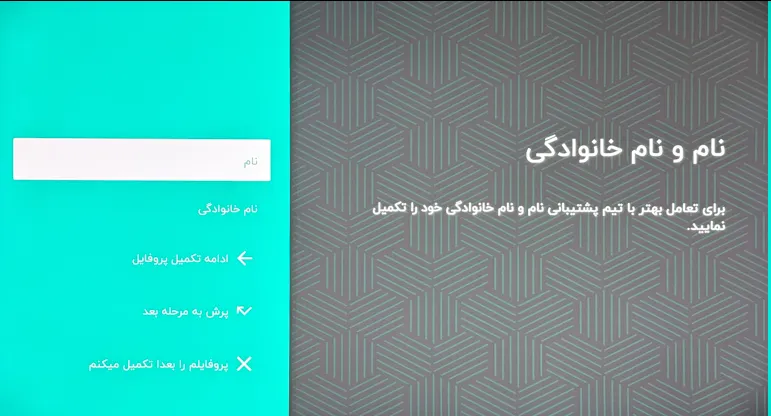 نام و نام خانوادگی
برای تعامل بهتر با تیم پشتیبانی نام و نام خانوادگی خود را تکمیل
نمایید.
نام
نام خانوادگی
ادامه تکمیل پروفایل
پرش به مرحله بعد
پروفایلم را بعدا تکمیل میکنم